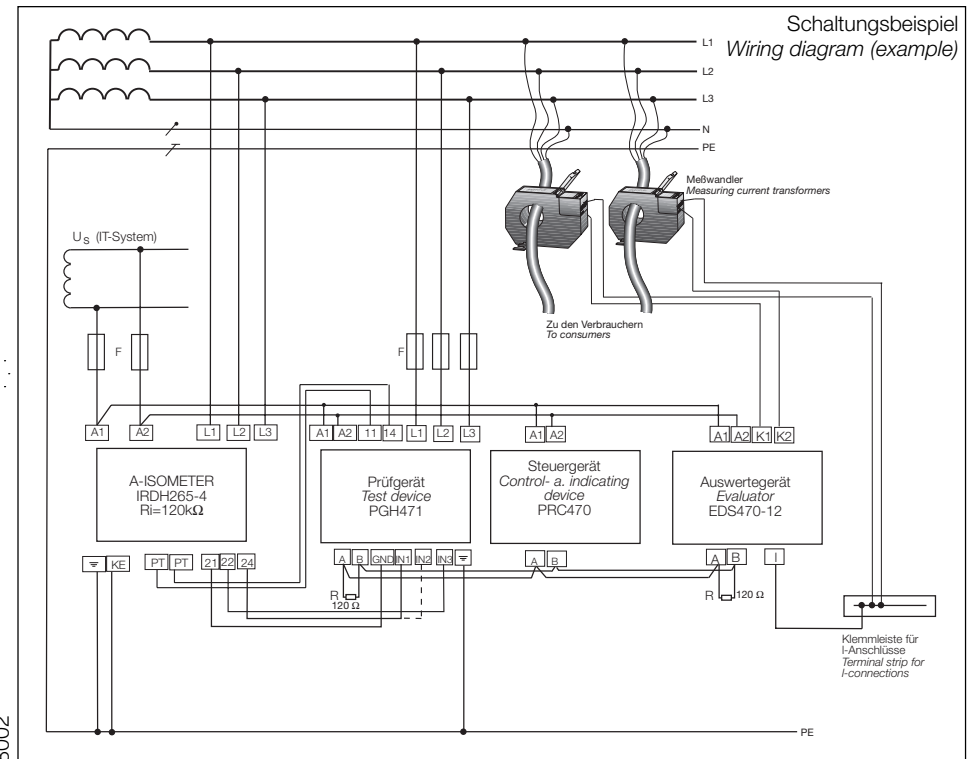 Schaltungsbeispiel
Wiring diagram (example)
L1
L2
L3
N
PE
Meßwandler
Measuring current transformers
U S (IT-System)
Zu den Verbrauchern
To consumers
F
F
A1 A2 L1 L2 L3 A1 A2 11 14 L1 L2 L3 A1 A2 A1 A2 K1 K2
A-ISOMETER
IRDH265-4
Ri=120kΩ
Prüfgerät
Test device
PGH471
Steuergerät
Control- a. indicating
device
PRC470
Auswertegerät
Evaluator
EDS470-12
KE PT PT 21 22 24 A B GND IN1 IN2 IN3 A B A B I
R
120 Ω
R
120 Ω
Klemmleiste für
I-Anschlüsse
Terminal strip for
I-connections
PE